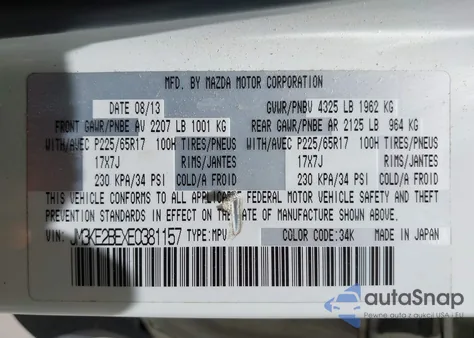 MFD. BY MAZDA MOTOR CORPORATION
DATE 08/13 GVWR/PNBV 4325 LB 1962 KG
FRONT GAWR/PNBE AV 2207 LB 1001 KG REAR GAWR/PNBE AR 2125 LB 964 KG
WITH/AVEC P225/65R17 100H TIRES/PNEUS WITH/AVEC P225/65R17 100H TIRES/PNEUS
17X7J RIMS/JANTES 17X7J RIMS/JANTES
230 KPA/34 PSI COLD/A FROID 230 KPA/34 PSI COLD/A FROID
THIS VEHICLE CONFORMS TO ALL APPLICABLE FEDERAL MOTOR VEHICLE SAFETY AND THEFT
PREVENTION STANDARDS IN EFFECT ON THE DATE OF MANUFACTURE SHOWN ABOVE.
JM3KE2BEXE0381157 TYPE:MPV COLOR CODE:34K MADE IN JAPAN
autoSnap
Pewne auta z aukcji USA i EU